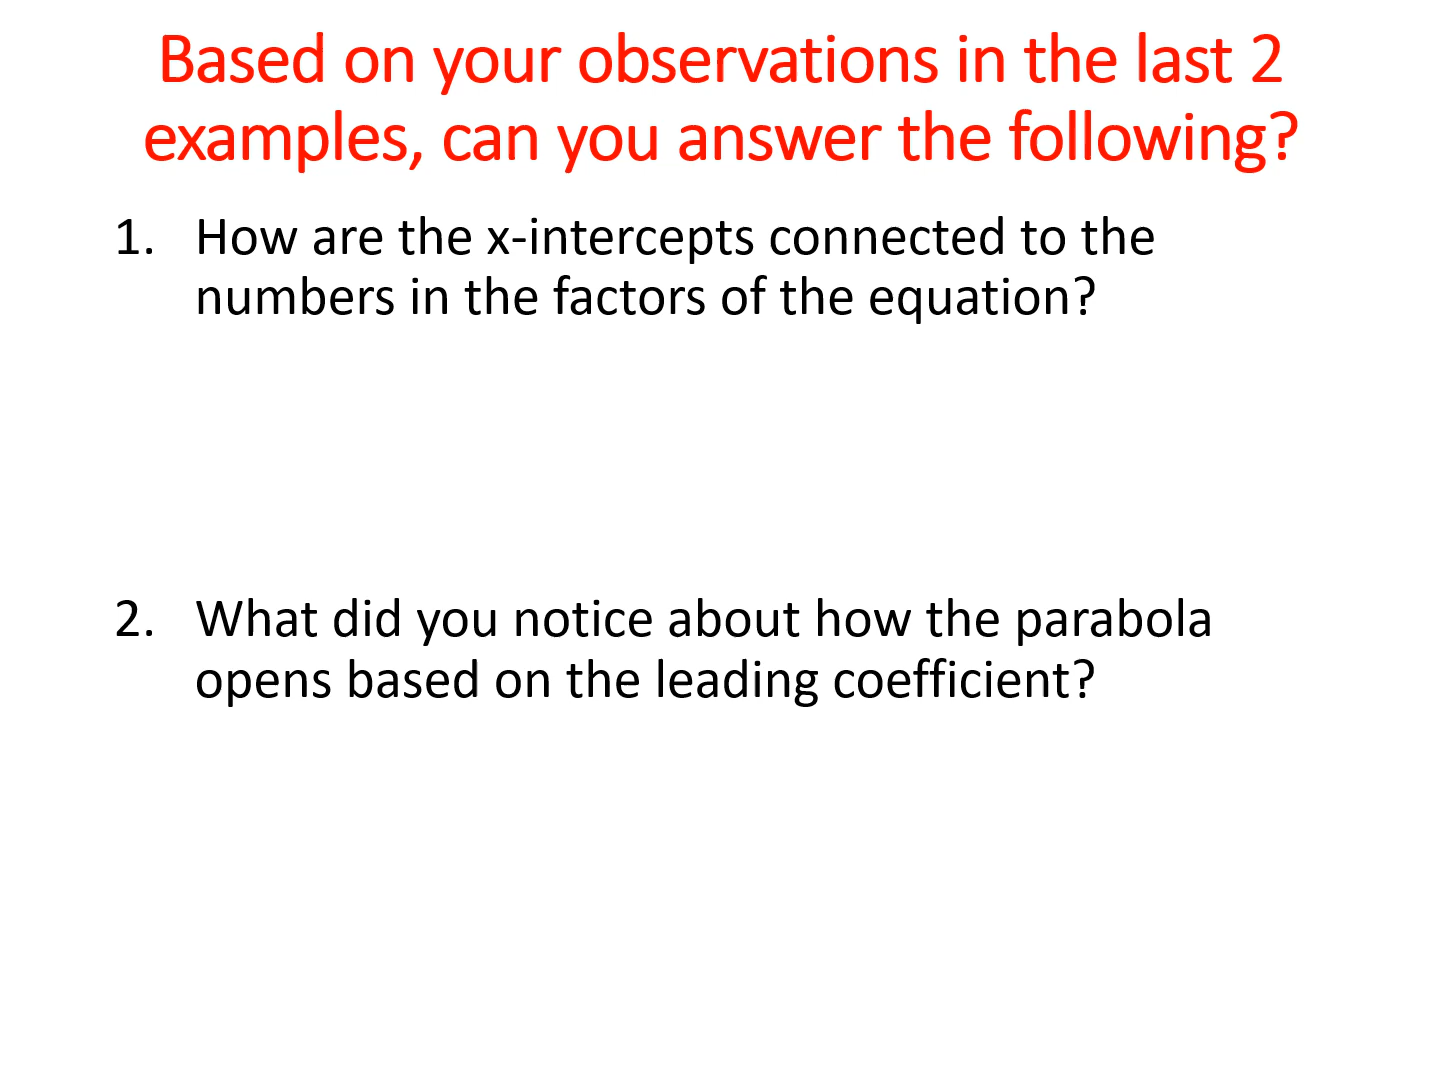 Based on your observations in the last 2
examples, can you answer the following?
1. How are the x-intercepts connected to the
numbers in the factors of the equation?
2. What did you notice about how the parabola
opens based on the leading coefficient?